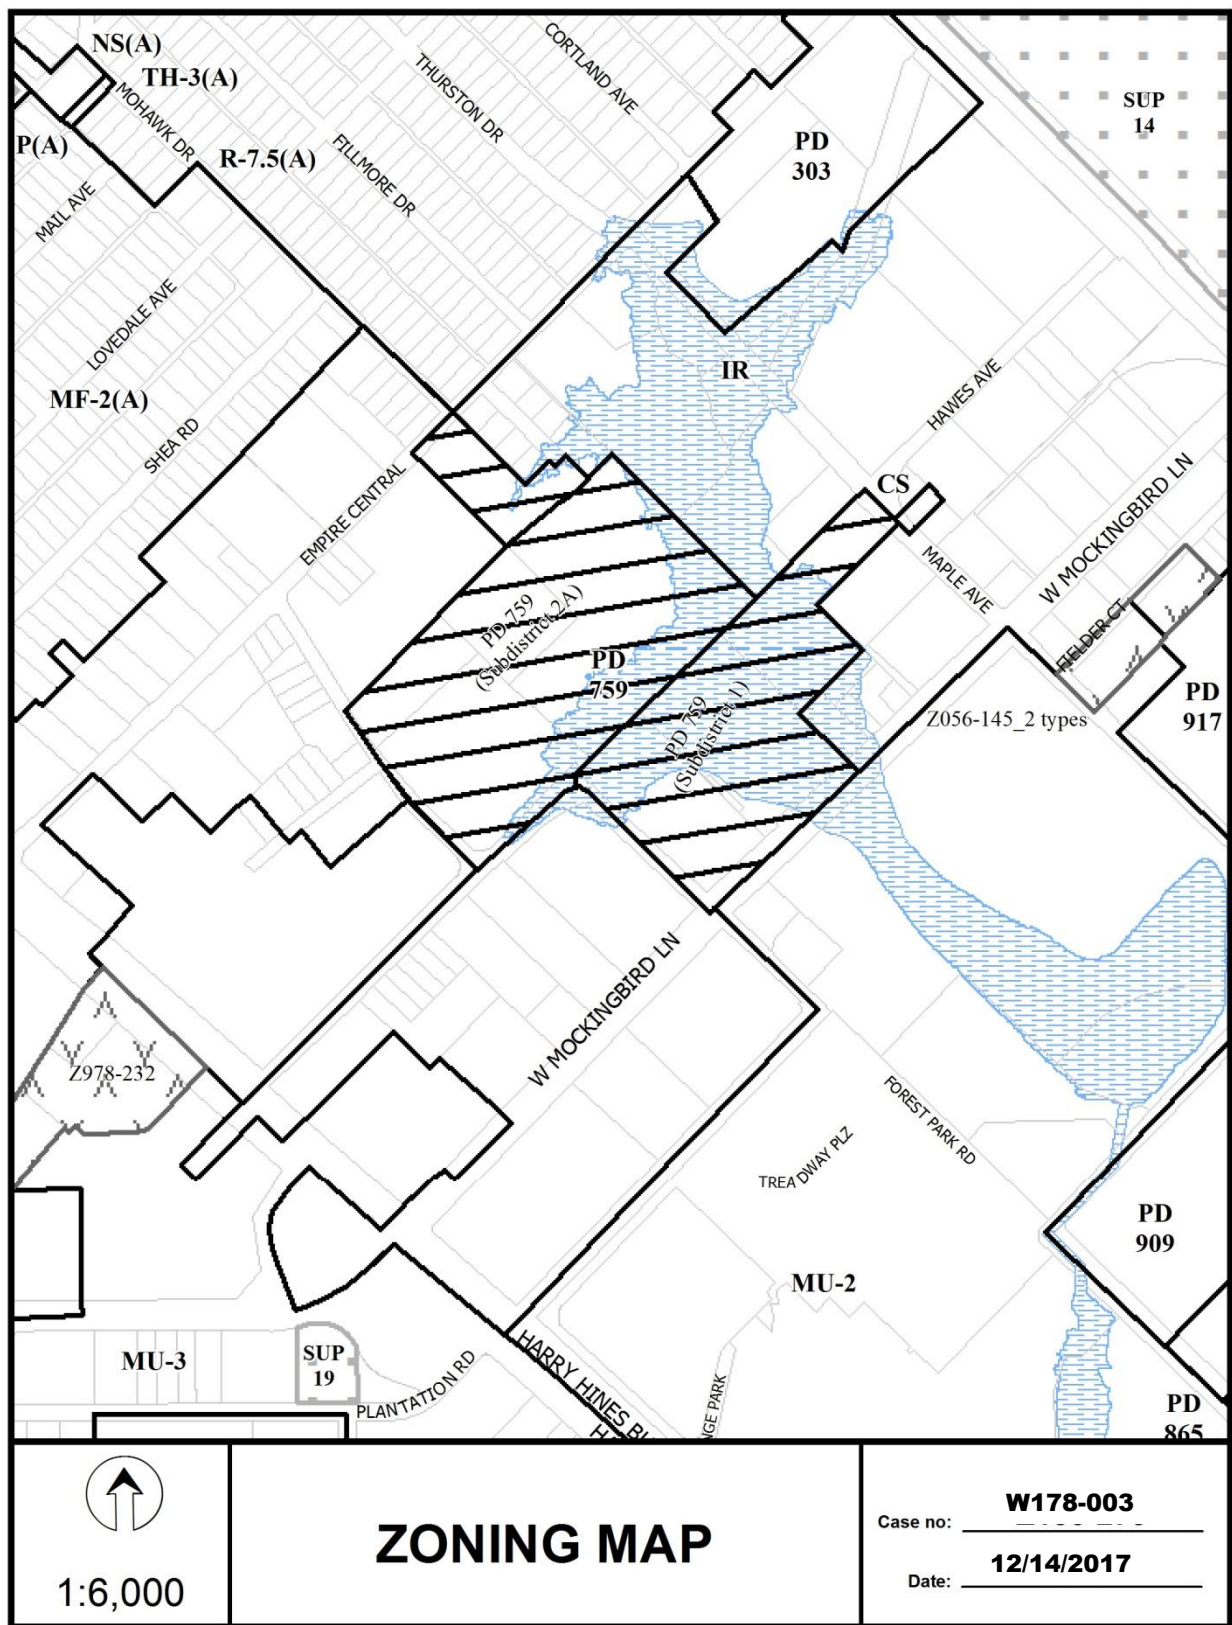 NS(A)
TH-3(A)
CORTLAND AVE
THURSTON DR
MOHAWK DR
P(A)
R-7.5(A)
FILLMORE DR
PD
303
SUP
14
MAIL AVE
LOVEDALE AVE
MF-2(A)
SHEA RD
IR
HAWES AVE
EMPIRE CENTRAL
CS
W MOCKINGBIRD LN
MAPLE AVE
FIELDER CT
PD 759
(Subdistrict 2A)
PD
759
PD 759
(Subdistrict 1)
Z056-145_2 types
PD
917
W MOCKINGBIRD LN
Z978-232
FOREST PARK RD
TREADWAY PLZ
PD
909
MU-2
MU-3
SUP
19
PLANTATION RD
HARRY HINES
PARK
PD
865
1:6,000
ZONING MAP
Case no: W178-003
Date: 12/14/2017